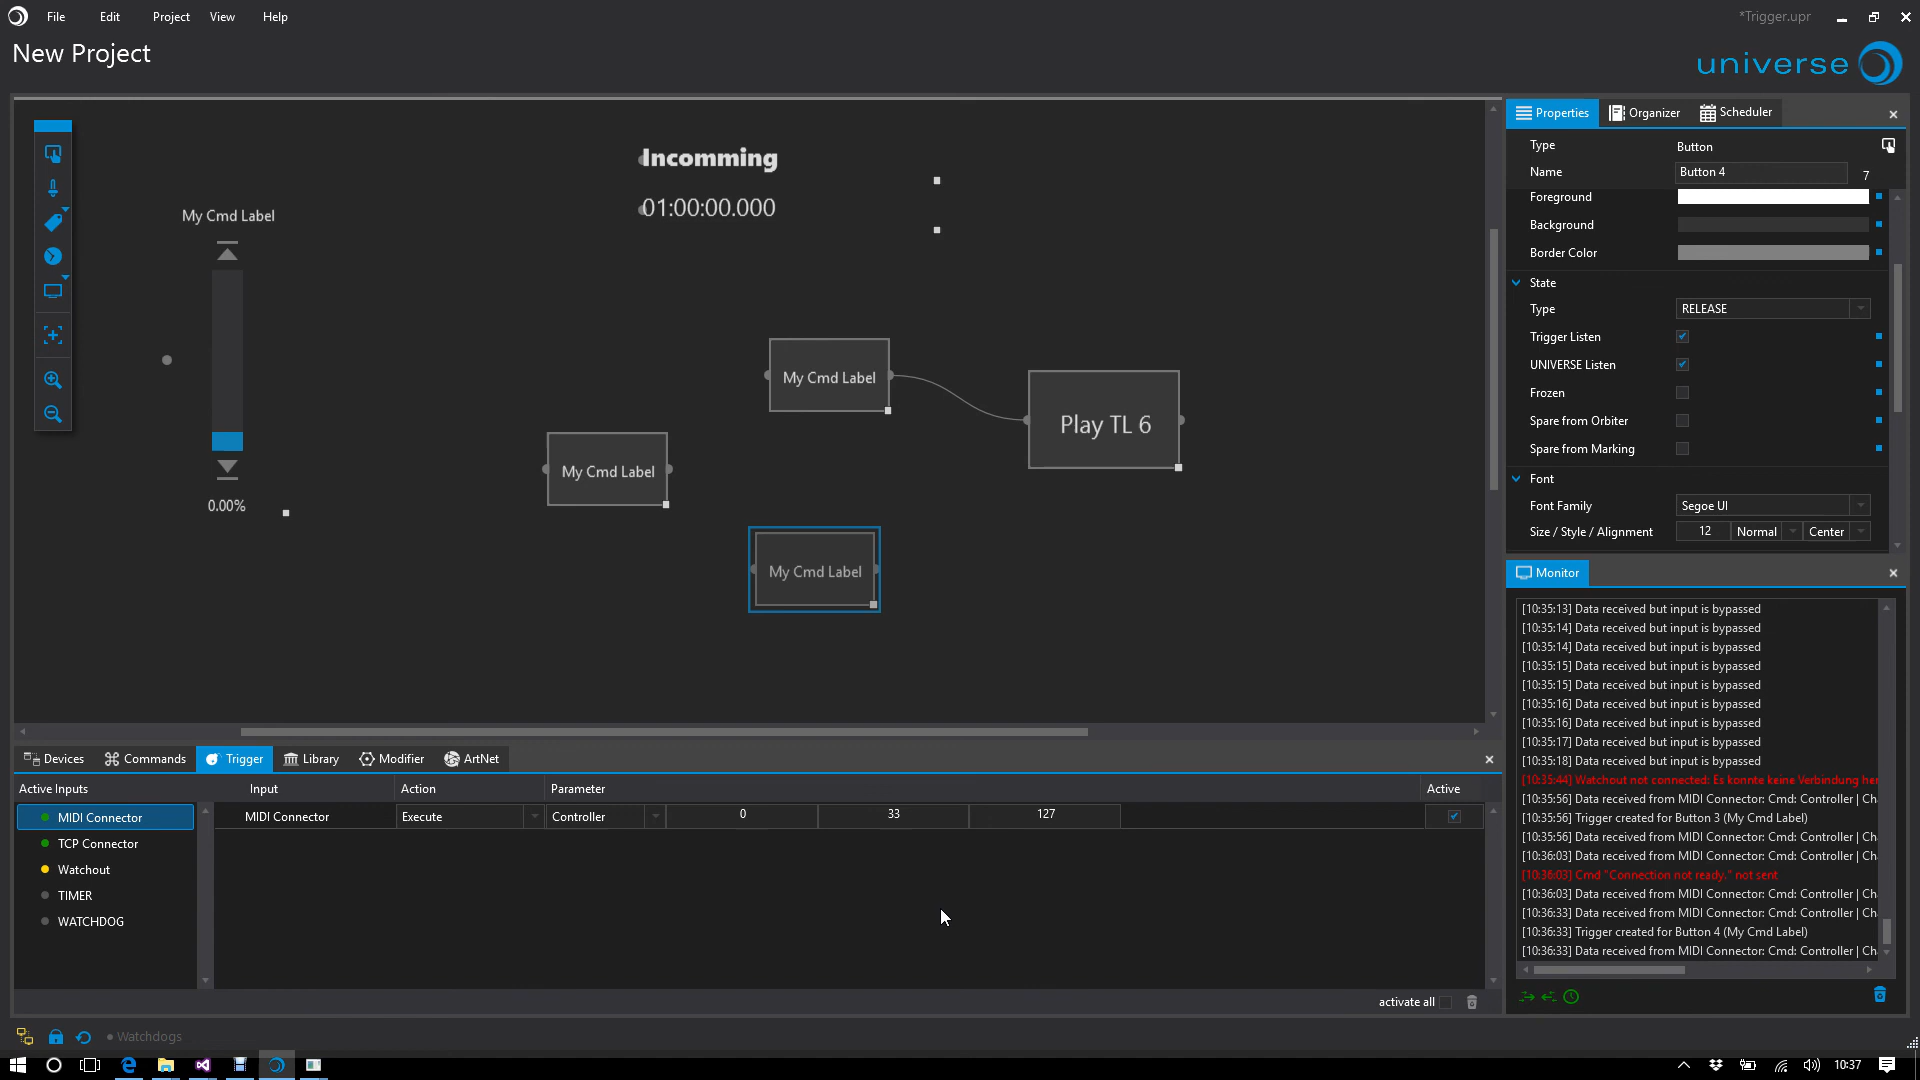 File Edit Project View Help
*Trigger.upr
New Project
universe
My Cmd Label
0.00%
Incomming
01:00:00.000
My Cmd Label
Play TL 6
My Cmd Label
My Cmd Label
Properties Organizer Scheduler
Type Button
Name Button 4 7
Foreground
Background
Border Color
State
Type RELEASE
Trigger Listen
UNIVERSE Listen
Frozen
Spare from Orbiter
Spare from Marking
Font
Font Family Segoe UI
Size / Style / Alignment 12 Normal Center
Monitor
[10:35:13] Data received but input is bypassed
[10:35:14] Data received but input is bypassed
[10:35:14] Data received but input is bypassed
[10:35:15] Data received but input is bypassed
[10:35:15] Data received but input is bypassed
[10:35:16] Data received but input is bypassed
[10:35:16] Data received but input is bypassed
[10:35:17] Data received but input is bypassed
[10:35:18] Data received but input is bypassed
[10:35:44] Watchout not connected: Es konnte keine Verbindung her
[10:35:56] Data received from MIDI Connector: Cmd: Controller | Cha
[10:35:56] Trigger created for Button 3 (My Cmd Label)
[10:35:56] Data received from MIDI Connector: Cmd: Controller | Cha
[10:36:03] Data received from MIDI Connector: Cmd: Controller | Cha
[10:36:03] Cmd "Connection not ready." not sent
[10:36:03] Data received from MIDI Connector: Cmd: Controller | Cha
[10:36:33] Data received from MIDI Connector: Cmd: Controller | Cha
[10:36:33] Trigger created for Button 4 (My Cmd Label)
[10:36:33] Data received from MIDI Connector: Cmd: Controller | Cha
Devices Commands Trigger Library Modifier ArtNet
Active Inputs Input Action Parameter Active
MIDI Connector MIDI Connector Execute Controller 0 33 127
TCP Connector
Watchout
TIMER
WATCHDOG
activate all
Watchdogs
10:37